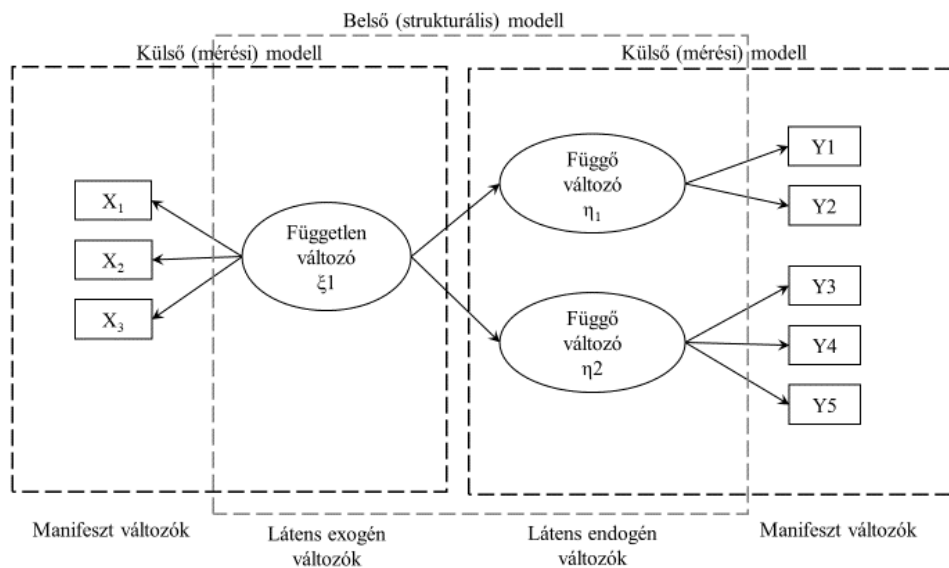 Belső (strukturális) modell
Külső (mérési) modell
Külső (mérési) modell
X₁
X₂
X₃
Független
változó
ξ1
Függő
változó
η₁
Függő
változó
η2
Y1
Y2
Y3
Y4
Y5
Manifeszt változók
Látens exogén
változók
Látens endogén
változók
Manifeszt változók